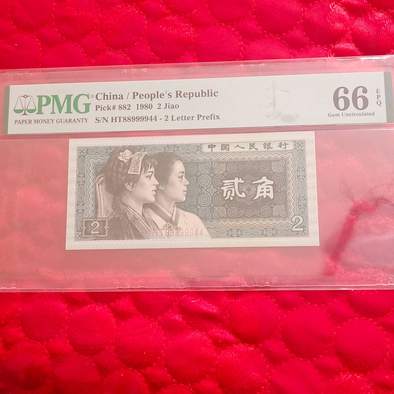 PMG
PAPER MONEY GUARANTY
China / People's Republic
Pick# 882 1980 2 Jiao
S/N HT88999944 - 2 Letter Prefix
66 EPQ
Gem Uncirculated
中国人民银行
贰角
2
2